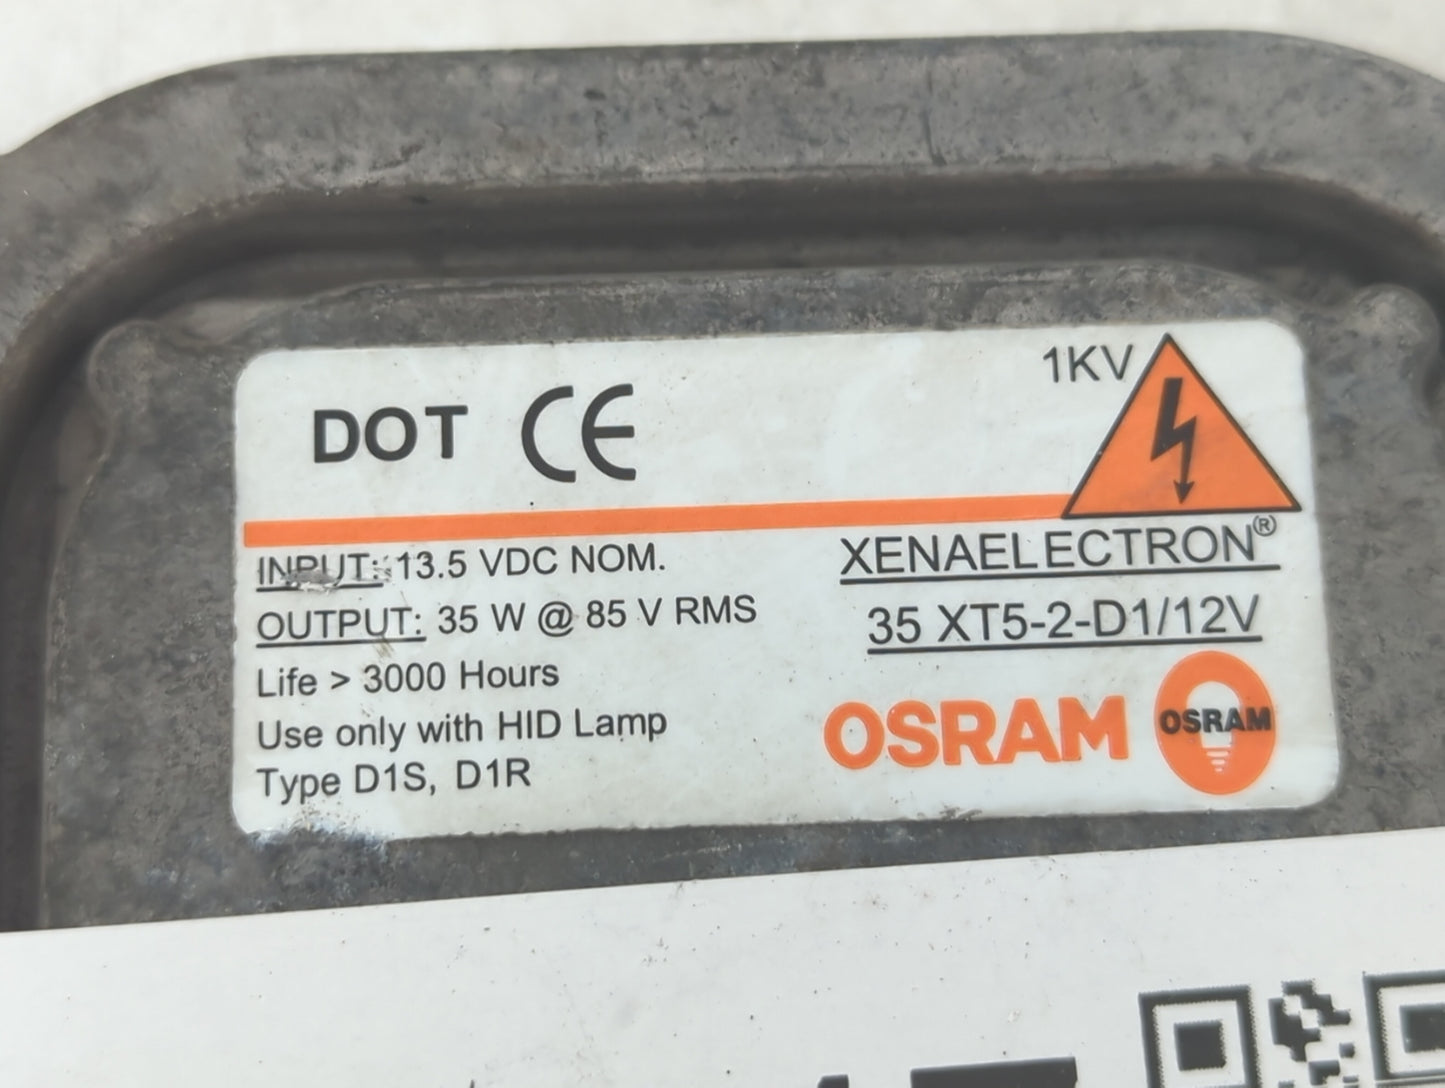 DOT CE
1KV
INPUT: 13.5 VDC NOM.
OUTPUT: 35 W @ 85 V RMS
Life > 3000 Hours
Use only with HID Lamp
Type D1S, D1R
XENAELECTRON®
35 XT5-2-D1/12V
OSRAM
OSRAM